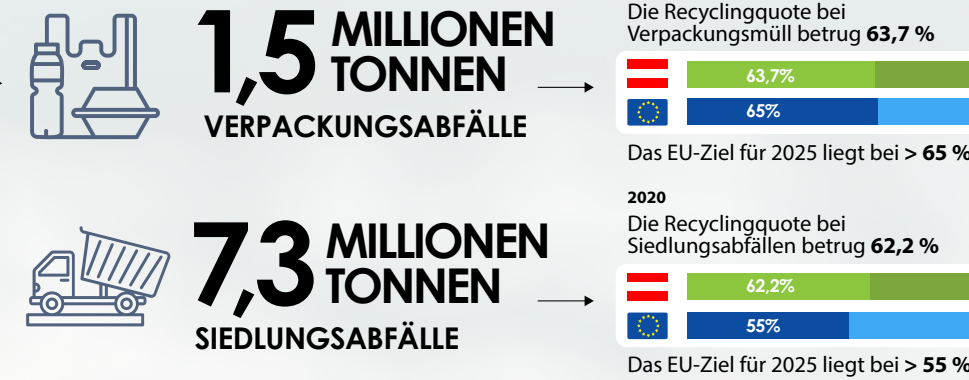 1,5 MILLIONEN
TONNEN
VERPACKUNGSABFÄLLE
Die Recyclingquote bei
Verpackungsmüll betrug 63,7 %
63,7%
65%
Das EU-Ziel für 2025 liegt bei > 65 %
7,3 MILLIONEN
TONNEN
SIEDLUNGSABFÄLLE
2020
Die Recyclingquote bei
Siedlungsabfällen betrug 62,2 %
62,2%
55%
Das EU-Ziel für 2025 liegt bei > 55 %